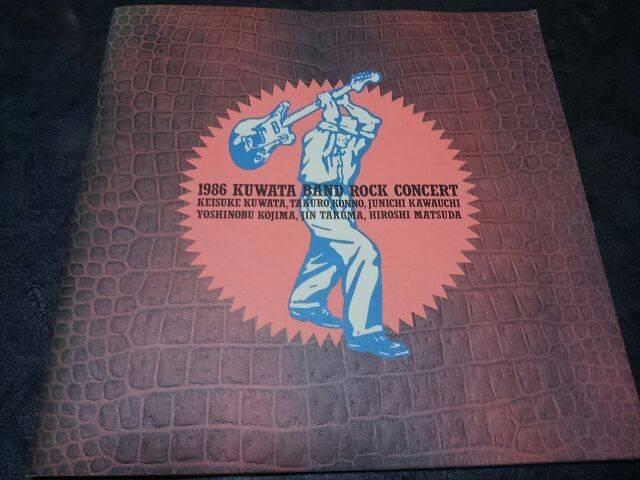 1986 KUWATA BAND ROCK CONCERT
KEISUKE KUWATA, TAKURO KONNO, JUNICHI KAWAUCHI
YOSHINOBU KOJIMA, JIN TAKUMA, HIROSHI MATSUDA